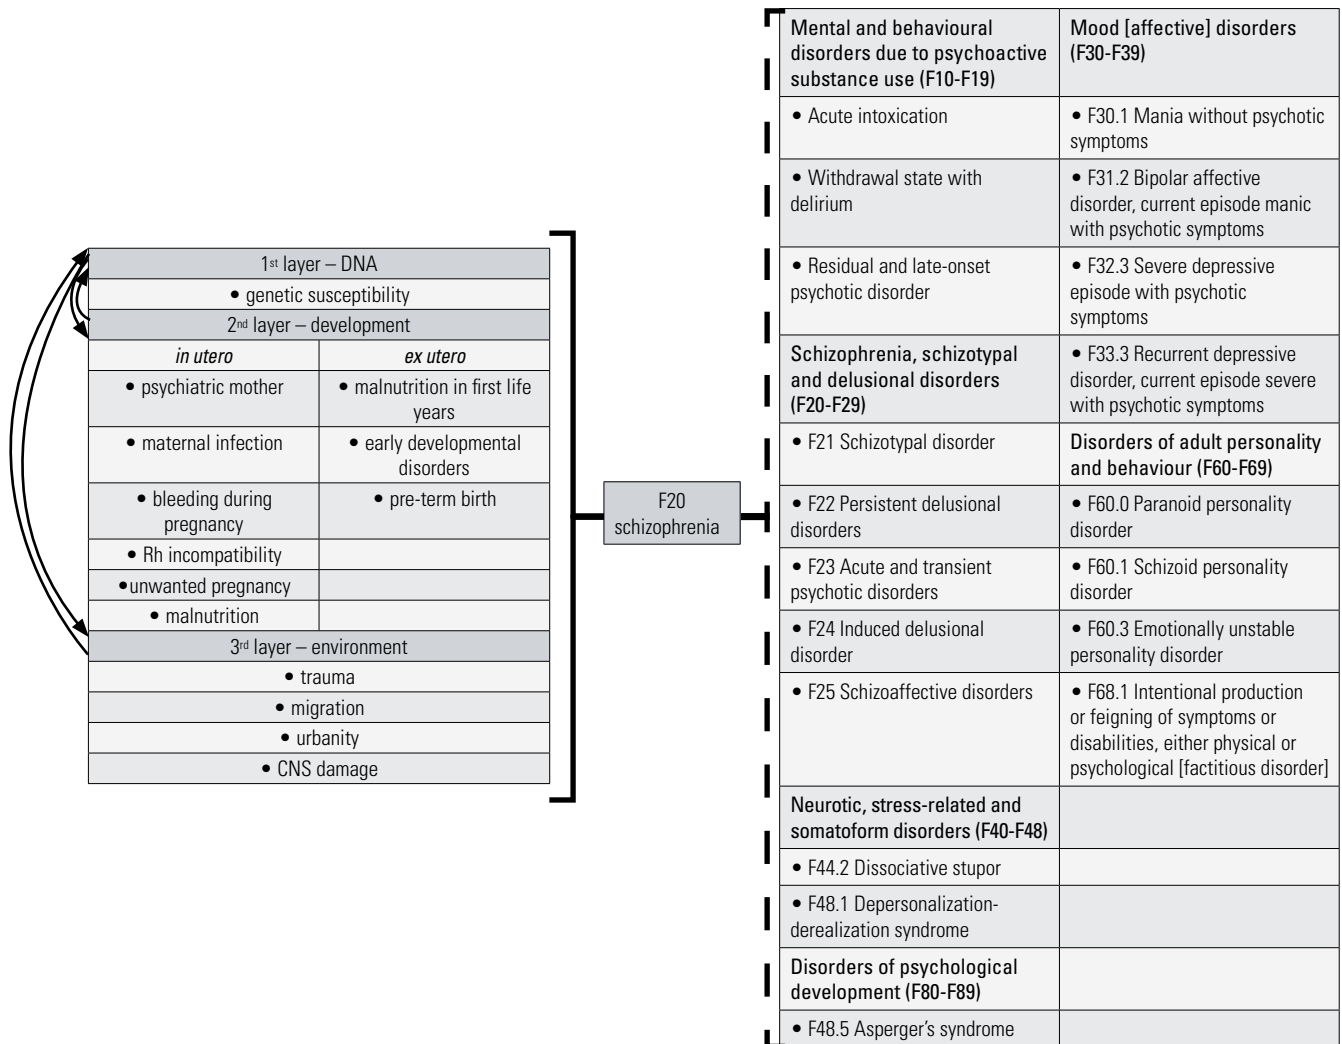 1st layer – DNA
• genetic susceptibility
2nd layer – development
in utero
ex utero
• psychiatric mother
• malnutrition in first life
years
• maternal infection
• early developmental
disorders
• bleeding during
pregnancy
• pre-term birth
• Rh incompatibility
•unwanted pregnancy
• malnutrition
3rd layer – environment
• trauma
• migration
• urbanity
• CNS damage
F20
schizophrenia
Mental and behavioural
disorders due to psychoactive
substance use (F10-F19)
Mood [affective] disorders
(F30-F39)
• Acute intoxication
• F30.1 Mania without psychotic
symptoms
• Withdrawal state with
delirium
• F31.2 Bipolar affective
disorder, current episode manic
with psychotic symptoms
• Residual and late-onset
psychotic disorder
• F32.3 Severe depressive
episode with psychotic
symptoms
Schizophrenia, schizotypal
and delusional disorders
(F20-F29)
• F33.3 Recurrent depressive
disorder, current episode severe
with psychotic symptoms
• F21 Schizotypal disorder
Disorders of adult personality
and behaviour (F60-F69)
• F22 Persistent delusional
disorders
• F60.0 Paranoid personality
disorder
• F23 Acute and transient
psychotic disorders
• F60.1 Schizoid personality
disorder
• F24 Induced delusional
disorder
• F60.3 Emotionally unstable
personality disorder
• F25 Schizoaffective disorders
• F68.1 Intentional production
or feigning of symptoms or
disabilities, either physical or
psychological [factitious disorder]
Neurotic, stress-related and
somatoform disorders (F40-F48)
• F44.2 Dissociative stupor
• F48.1 Depersonalization-
derealization syndrome
Disorders of psychological
development (F80-F89)
• F48.5 Asperger's syndrome